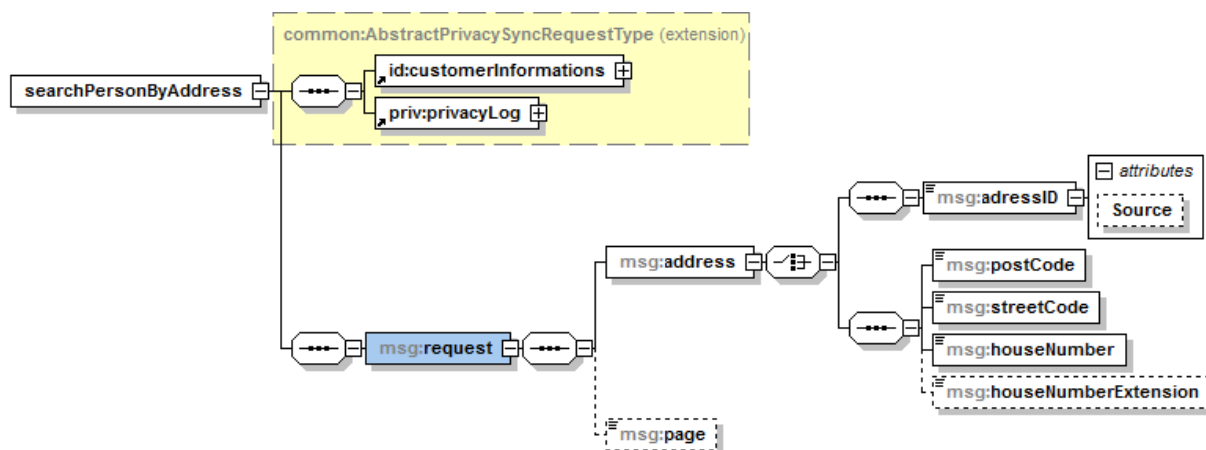 common:AbstractPrivacySyncRequestType (extension)
id:customerInformations
searchPersonByAddress
priv:privacyLog
attributes
msg:adressID
Source
msg:address
msg:postCode
msg:streetCode
msg:request
msg:houseNumber
msg:houseNumberExtension
msg:page